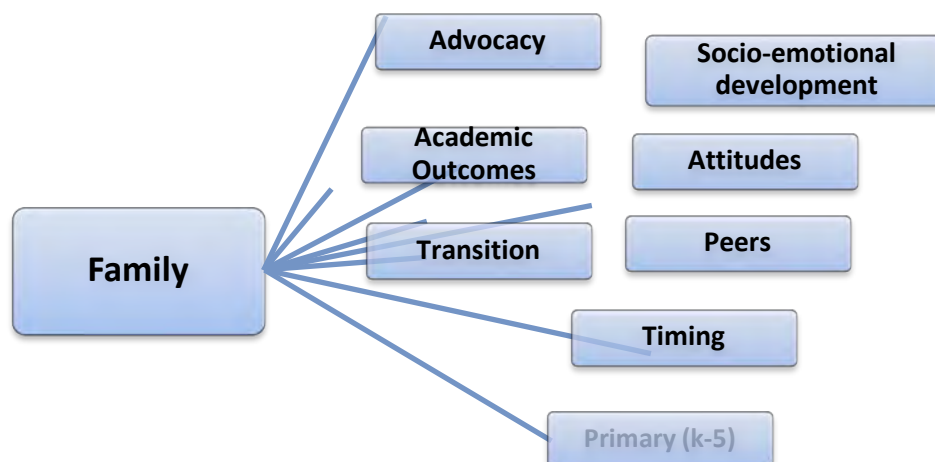 Advocacy
Socio-emotional
development
Academic
Outcomes
Attitudes
Family
Transition
Peers
Timing
Primary (k-5)